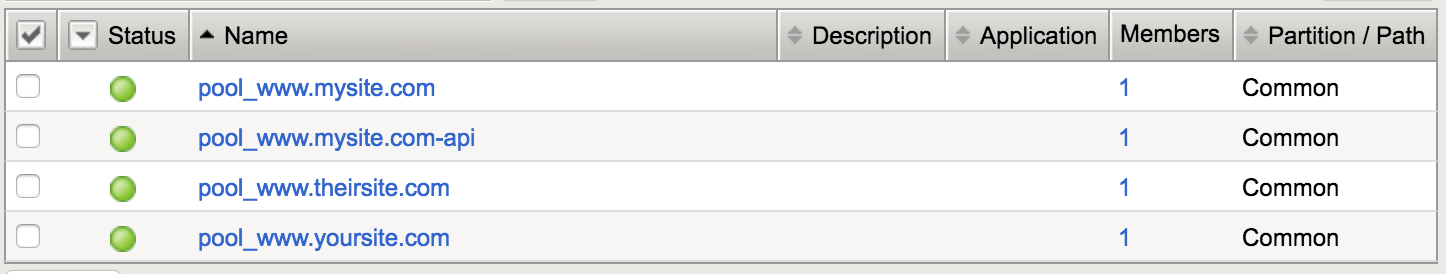 Status Name Description Application Members Partition / Path
pool_www.mysite.com 1 Common
pool_www.mysite.com-api 1 Common
pool_www.theirsite.com 1 Common
pool_www.yoursite.com 1 Common